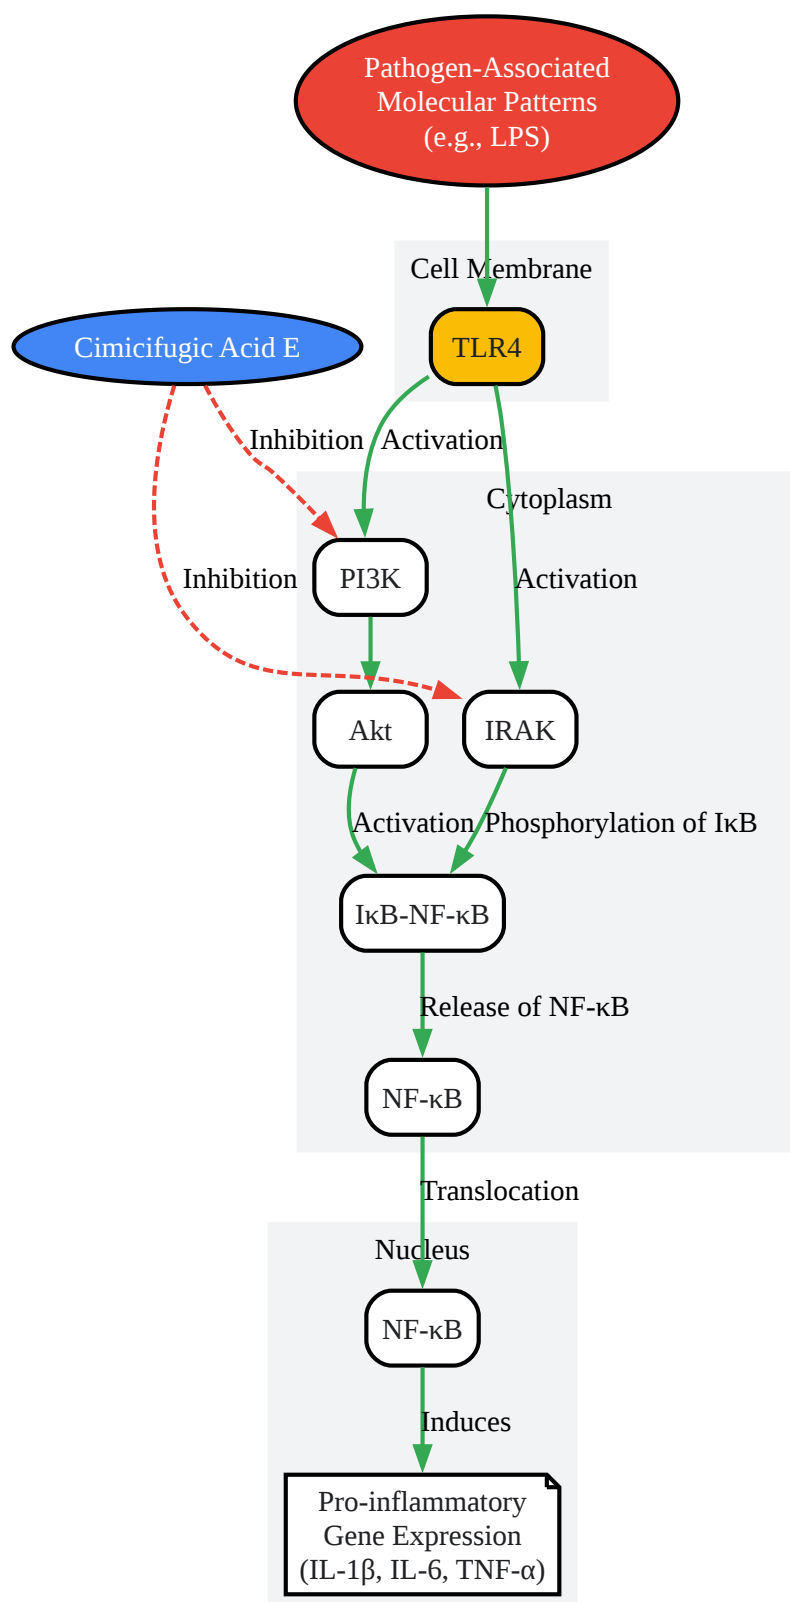 Pathogen-Associated
Molecular Patterns
(e.g., LPS)
Cell Membrane
Cimicifugic Acid E
TLR4
Inhibition
Activation
Cytoplasm
Inhibition
PI3K
Activation
Akt
IRAK
Activation
Phosphorylation of IκB
IκB-NF-κB
Release of NF-κB
NF-κB
Translocation
Nucleus
NF-κB
Induces
Pro-inflammatory
Gene Expression
(IL-1β, IL-6, TNF-α)